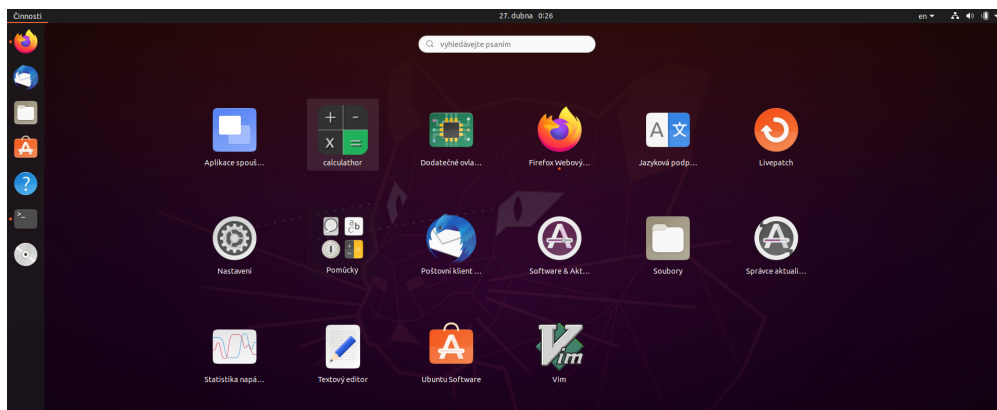 Činnosti
27. dubna 0:26
en
vyhledávejte psaním
Aplikace spouš...
calculathor
Dodatečné ovla...
Firefox Webový...
Jazyková podp...
Livepatch
Nastavení
Pomůcky
Poštovní klient ...
Software & Akt...
Soubory
Správce aktuali...
Statistika napá...
Textový editor
Ubuntu Software
Vim